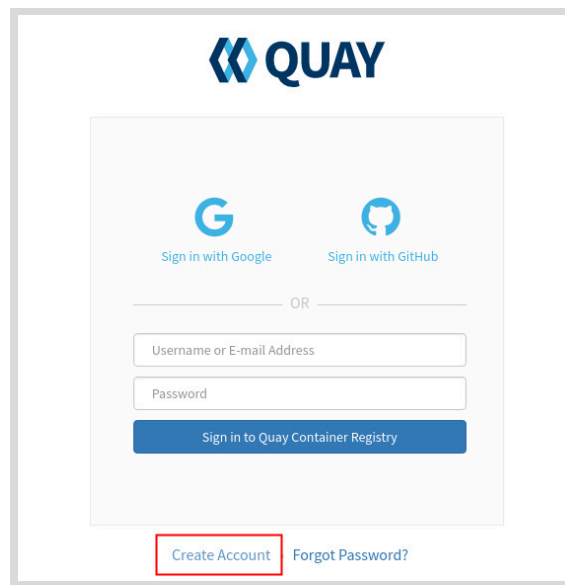 QUAY
Sign in with Google Sign in with GitHub
OR
Username or E-mail Address
Password
Sign in to Quay Container Registry
Create Account Forgot Password?